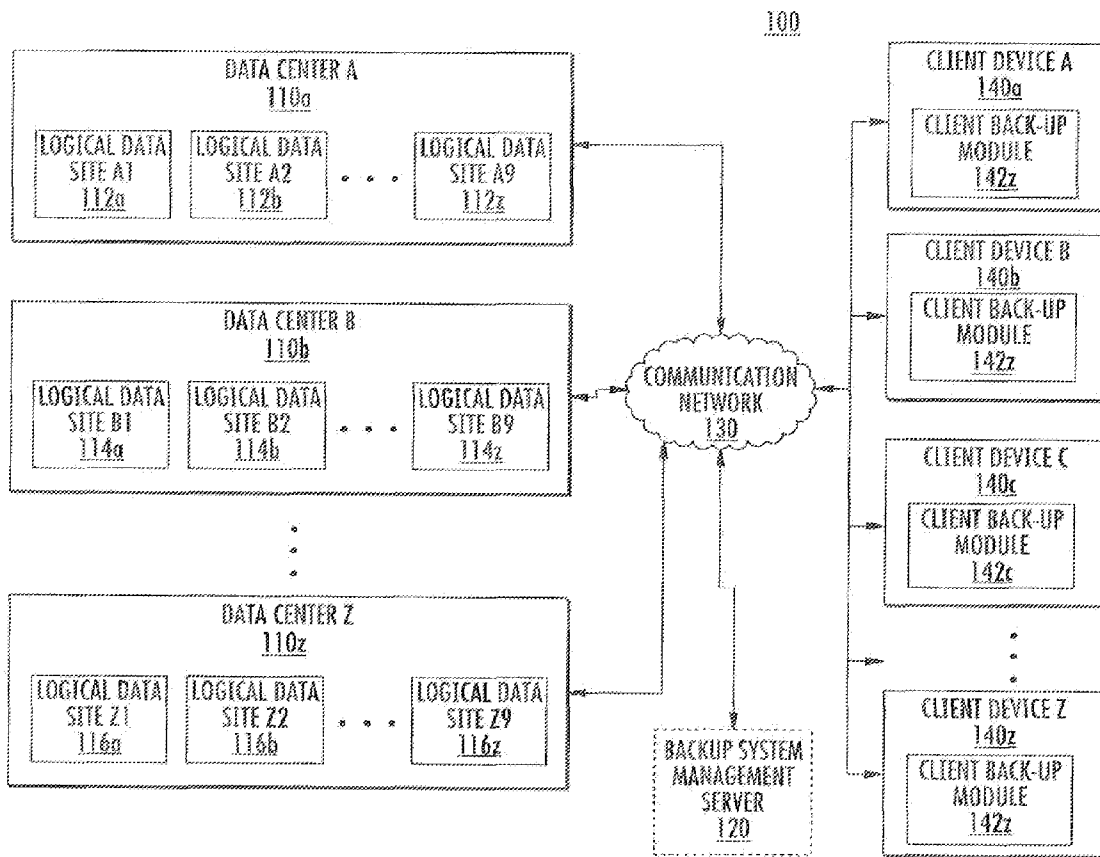 100
DATA CENTER A
110a
LOGICAL DATA
SITE A1
112a
LOGICAL DATA
SITE A2
112b
LOGICAL DATA
SITE A9
112z
DATA CENTER B
110b
LOGICAL DATA
SITE B1
114a
LOGICAL DATA
SITE B2
114b
LOGICAL DATA
SITE B9
114z
DATA CENTER Z
110z
LOGICAL DATA
SITE Z1
116a
LOGICAL DATA
SITE Z2
116b
LOGICAL DATA
SITE Z9
116z
COMMUNICATION
NETWORK
130
BACKUP SYSTEM
MANAGEMENT
SERVER
120
CLIENT DEVICE A
140a
CLIENT BACK-UP
MODULE
142z
CLIENT DEVICE B
140b
CLIENT BACK-UP
MODULE
142z
CLIENT DEVICE C
140c
CLIENT BACK-UP
MODULE
142c
CLIENT DEVICE Z
140z
CLIENT BACK-UP
MODULE
142z